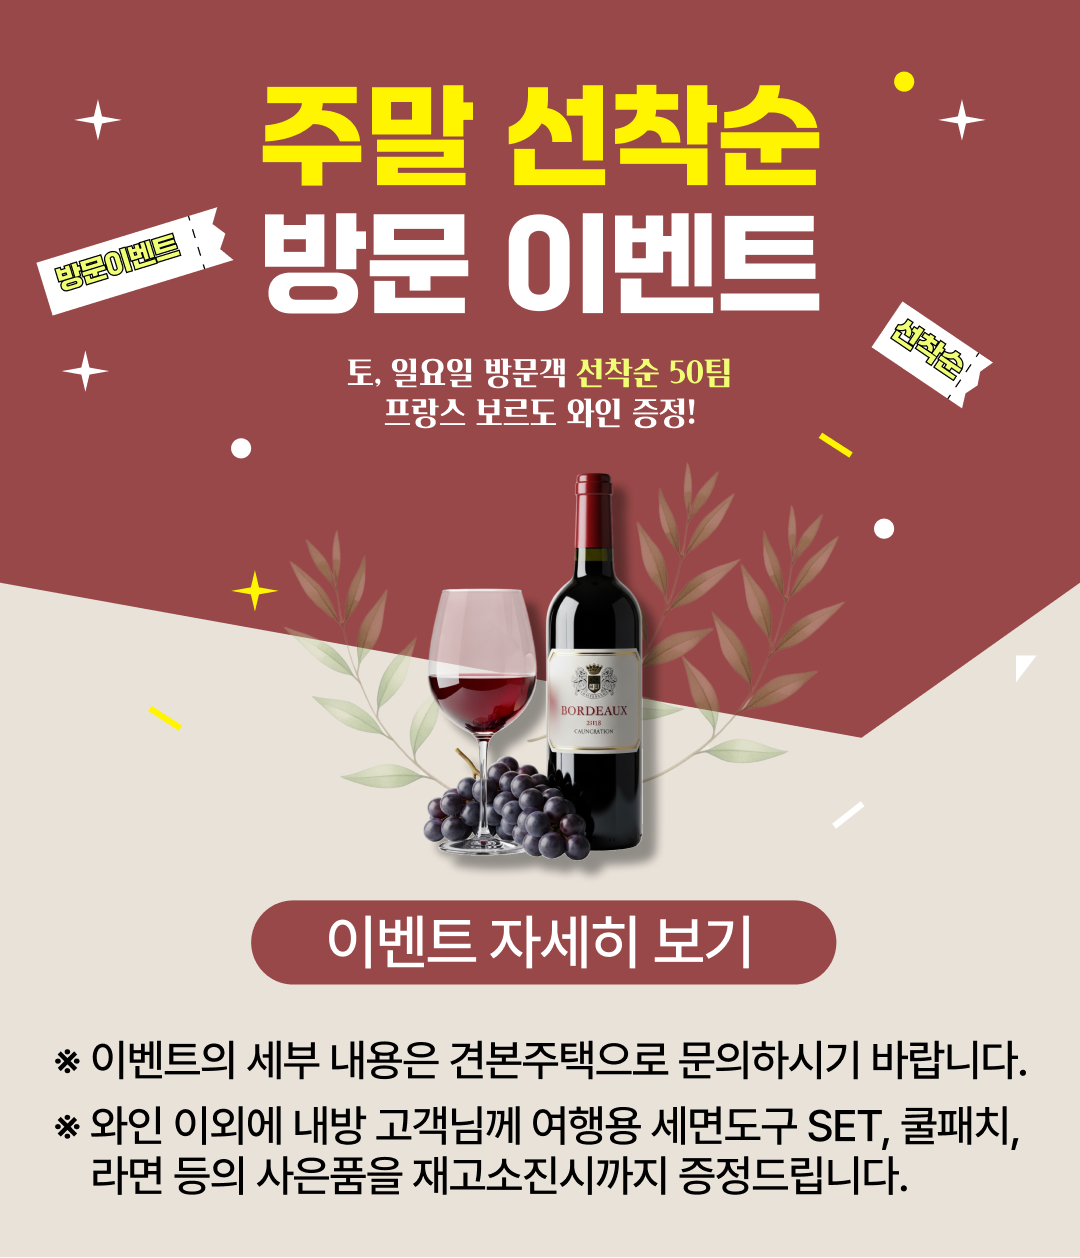 주말 선착순
방문 이벤트
방문이벤트
선착순
토, 일요일 방문객 선착순 50팀
프랑스 보르도 와인 증정!
BORDEAUX
2018
CAUNCRATION
이벤트 자세히 보기
※ 이벤트의 세부 내용은 견본주택으로 문의하시기 바랍니다.
※ 와인 이외에 내방 고객님께 여행용 세면도구 SET, 쿨패치,
라면 등의 사은품을 재고소진시까지 증정드립니다.